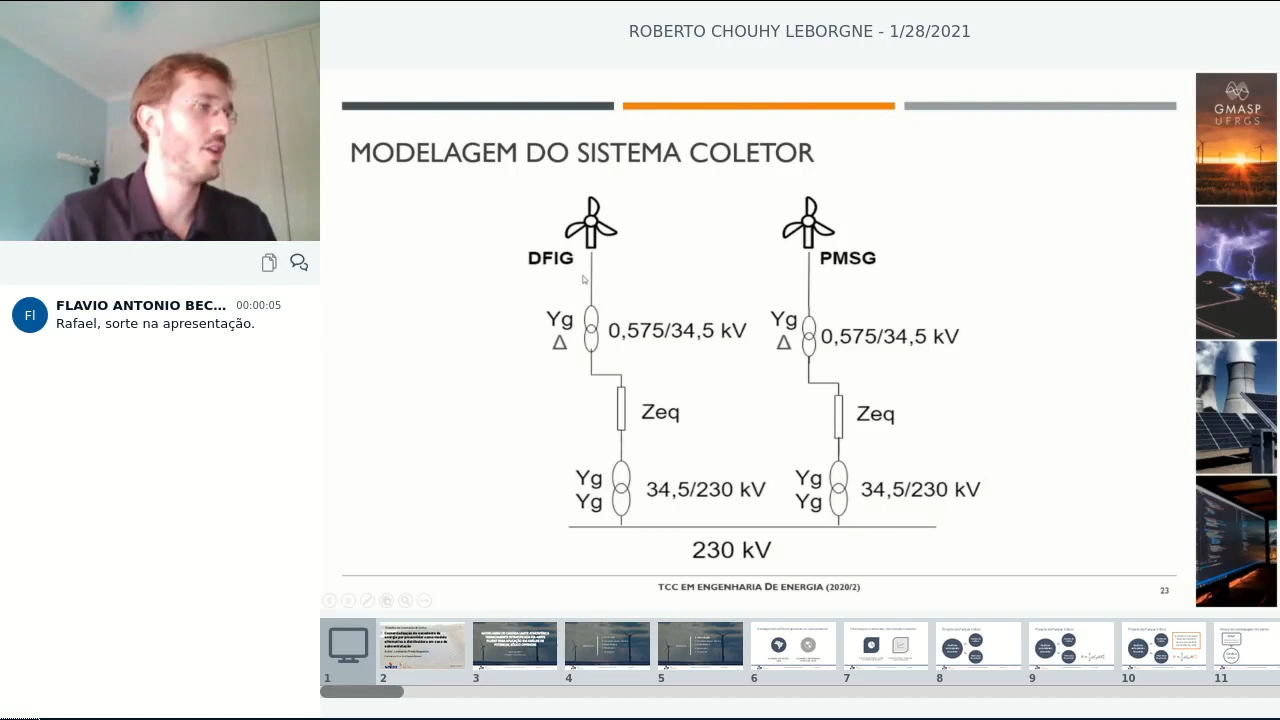 ROBERTO CHOUHY LEBORGNE - 1/28/2021
GMASP
UFRGS
MODELAGEM DO SISTEMA COLETOR
DFIG
PMSG
Yg
Δ
0,575/34,5 kV
Yg
Δ
0,575/34,5 kV
Zeq
Zeq
Yg
Yg
34,5/230 kV
Yg
Yg
34,5/230 kV
230 kV
TCC EM ENGENHARIA DE ENERGIA (2020/2)
23
Fl
FLAVIO ANTONIO BEC...
00:00:05
Rafael, sorte na apresentação.
1
2
3
4
5
6
7
8
9
10
11